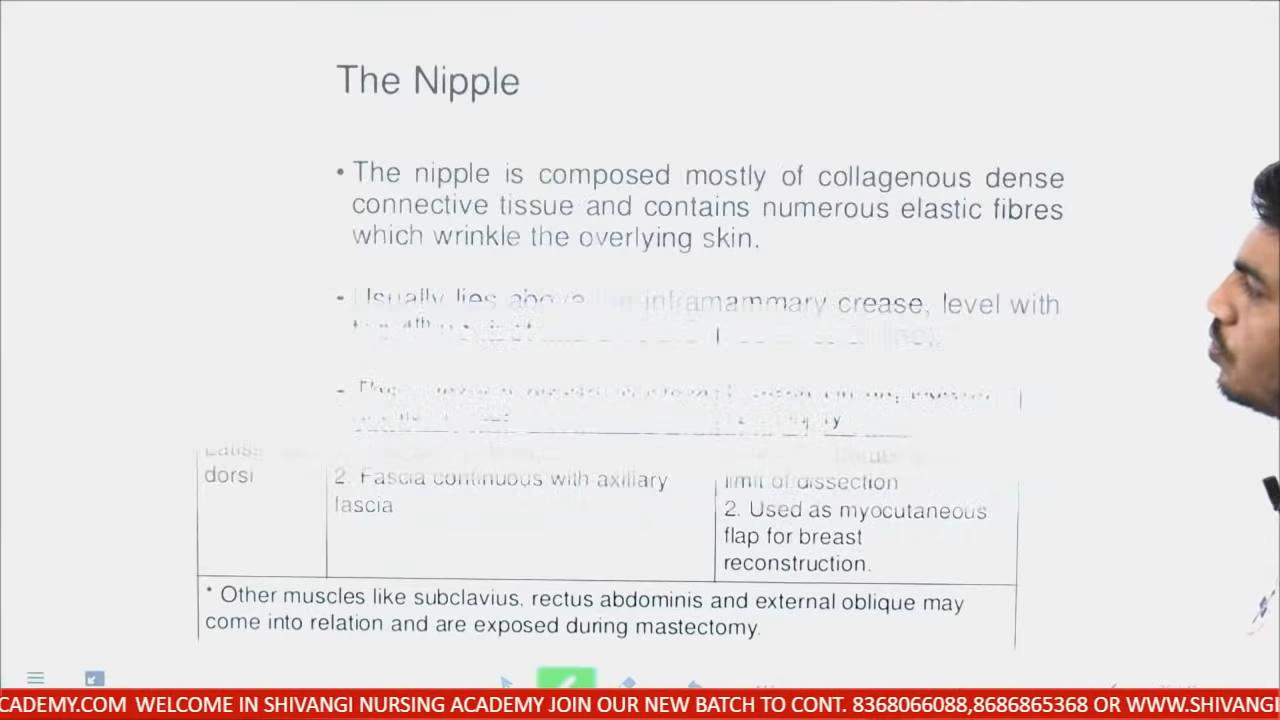 The Nipple
• The nipple is composed mostly of collagenous dense
connective tissue and contains numerous elastic fibres
which wrinkle the overlying skin.
- Usually lies above inframammary crease, level with
dorsi
2. Fascia continuous with axillary
fascia
limit of dissection
2. Used as myocutaneous
flap for breast
reconstruction.
* Other muscles like subclavius, rectus abdominis and external oblique may
come into relation and are exposed during mastectomy.
CADEMY.COM WELCOME IN SHIVANGI NURSING ACADEMY JOIN OUR NEW BATCH TO CONT. 8368066088,8686865368 OR WWW.SHIVANGI